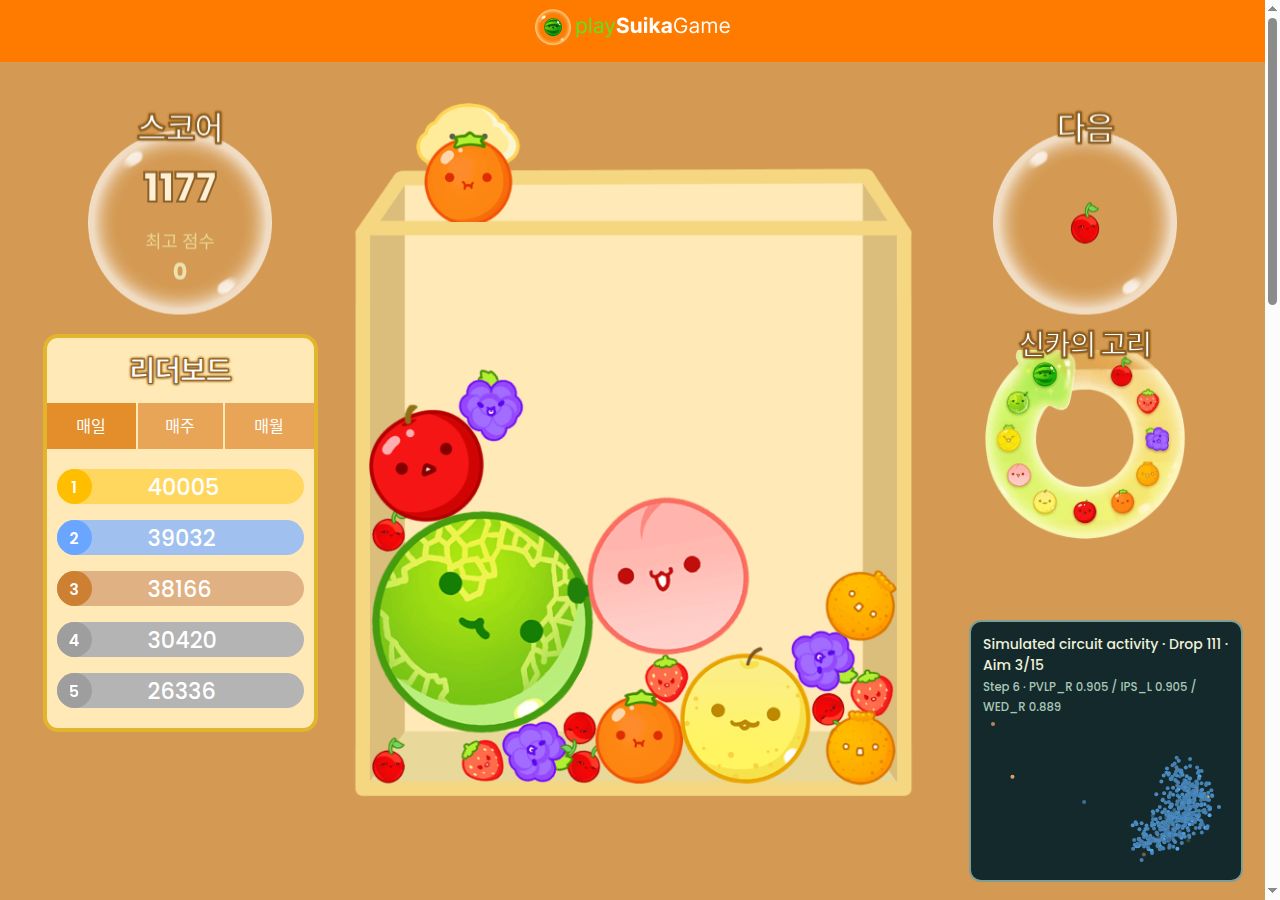 playSuikaGame
스코어
1177
최고 점수
0
리더보드
매일 매주 매월
1 40005
2 39032
3 38166
4 30420
5 26336
다음
신카의 고리
Simulated circuit activity · Drop 111 ·
Aim 3/15
Step 6 · PVLP_R 0.905 / IPS_L 0.905 /
WED_R 0.889